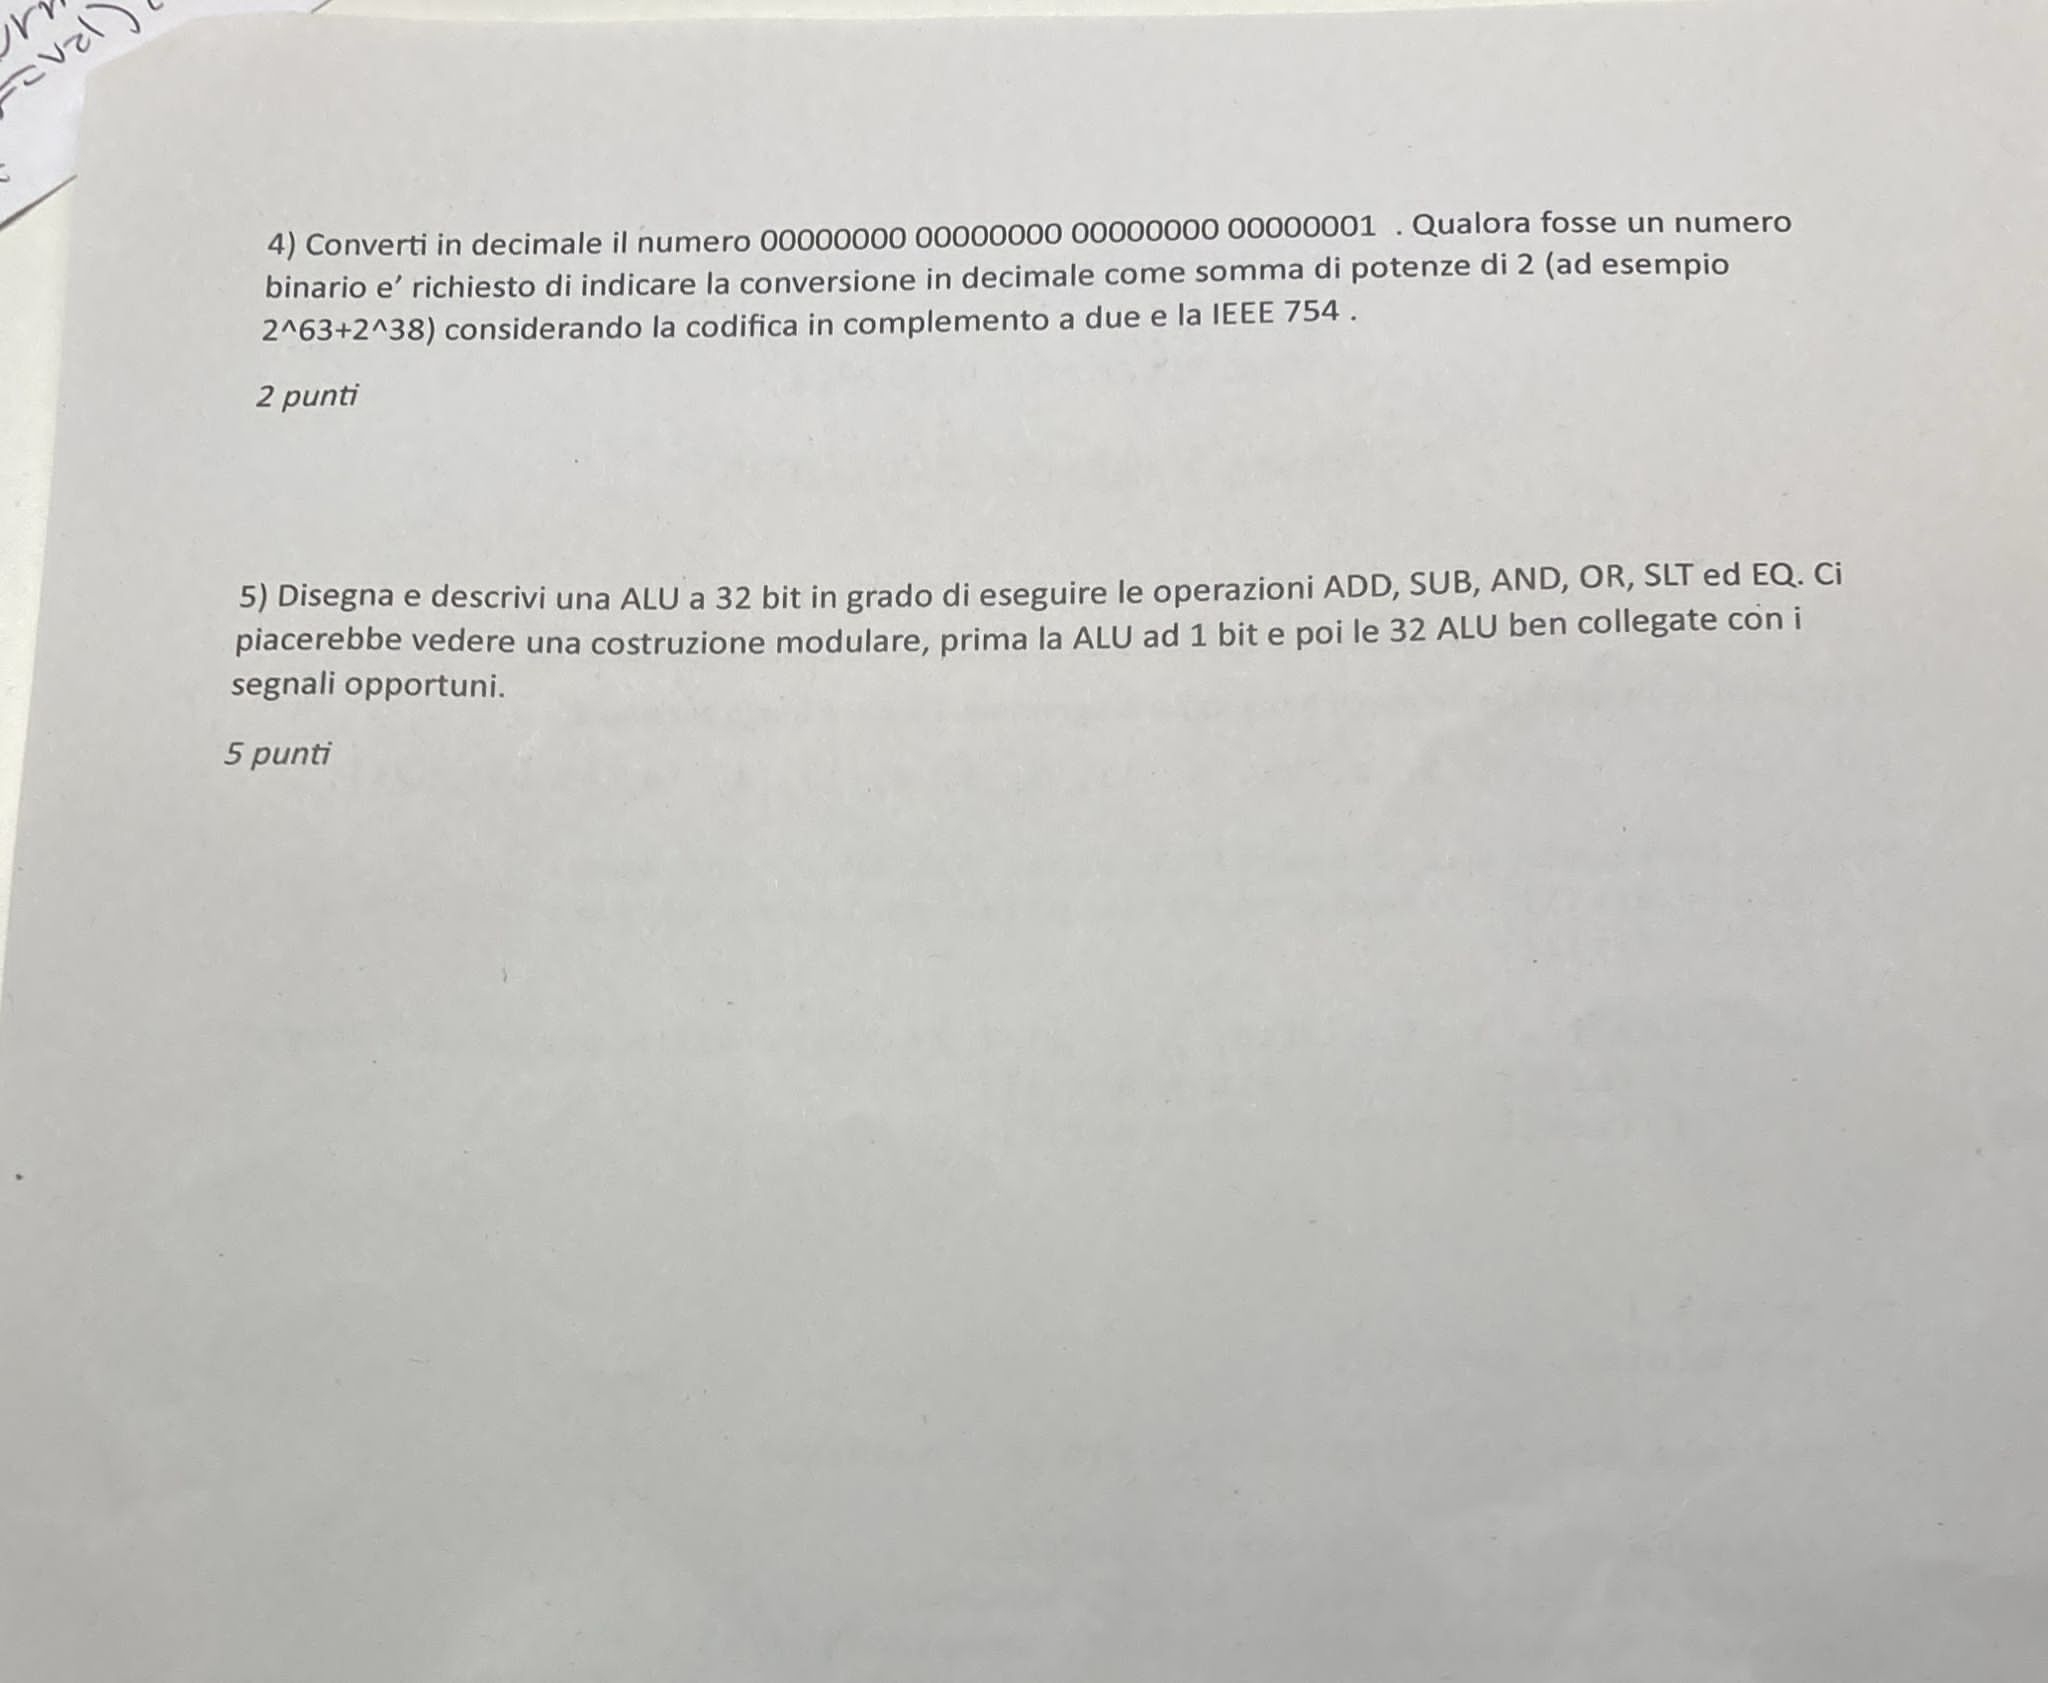 4) Converti in decimale il numero 00000000 00000000 00000000 00000001 . Qualora fosse un numero
binario e’ richiesto di indicare la conversione in decimale come somma di potenze di 2 (ad esempio
2^63+2^38) considerando la codifica in complemento a due e la IEEE 754 .
2 punti
5) Disegna e descrivi una ALU a 32 bit in grado di eseguire le operazioni ADD, SUB, AND, OR, SLT ed EQ. Ci
piacerebbe vedere una costruzione modulare, prima la ALU ad 1 bit e poi le 32 ALU ben collegate con i
segnali opportuni.
5 punti